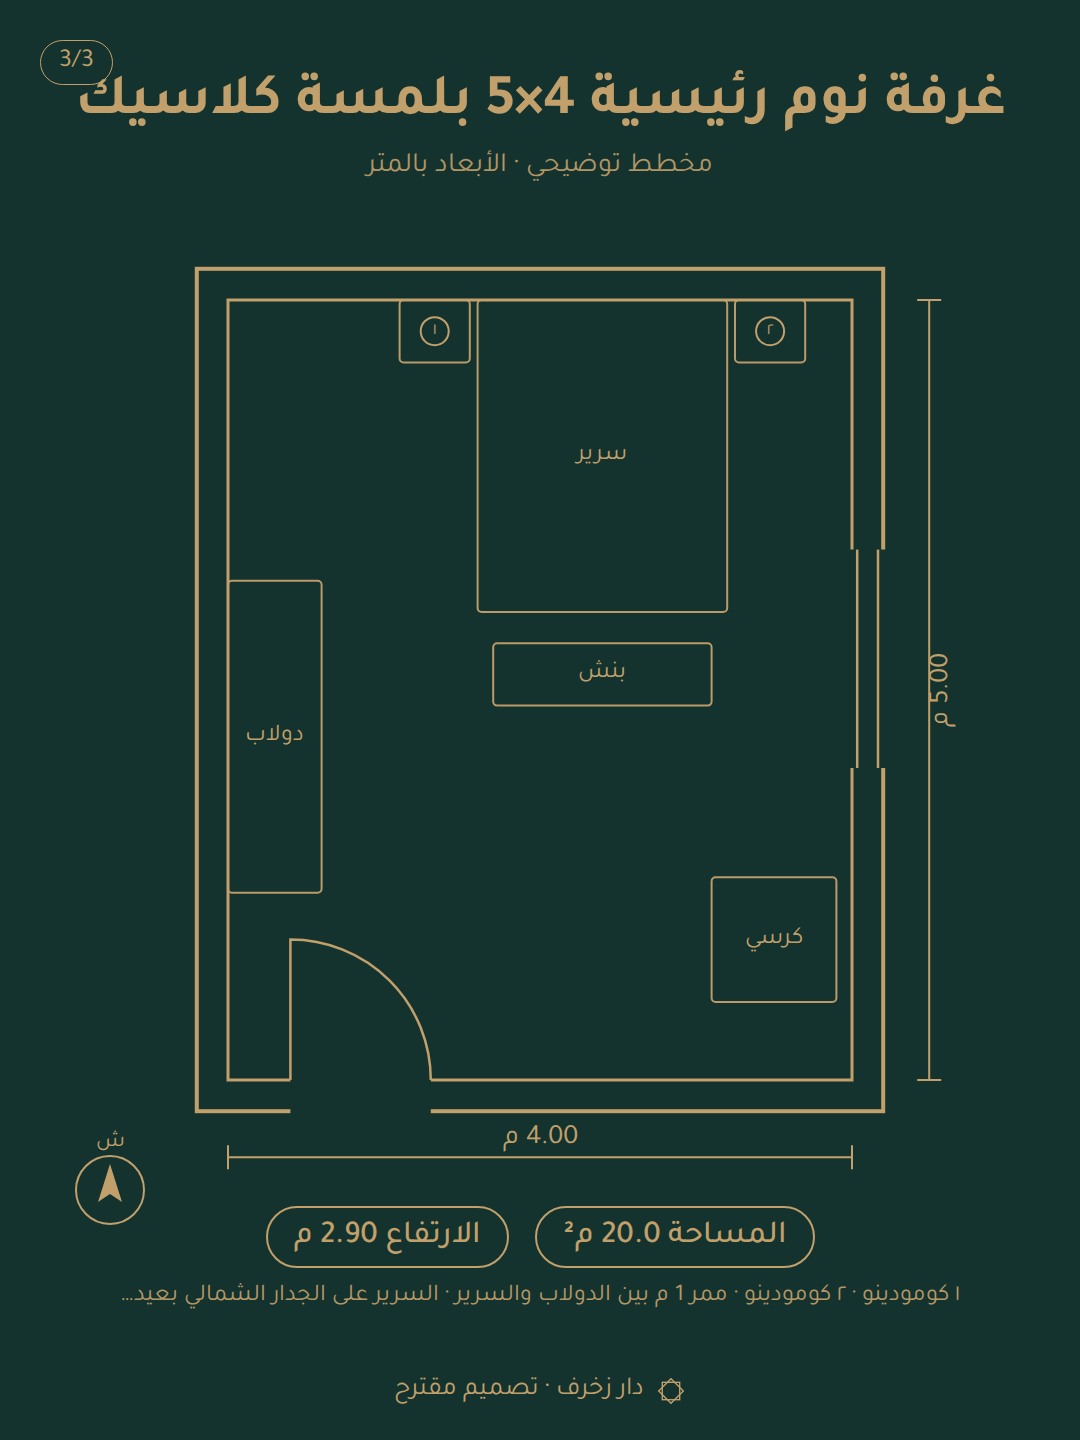 3/3
غرفة نوم رئيسية 4×5 بلمسة كلاسيك
مخطط توضيحي · الأبعاد بالمتر
١
٢
سرير
بنش
5.00 م
دولاب
كرسي
4.00 م
ش
المساحة 20.0 م²
الارتفاع 2.90 م
١ كومودينو · ٢ كومودينو · ممر 1 م بين الدولاب والسرير · السرير على الجدار الشمالي بعيد…
دار زخرف · تصميم مقترح